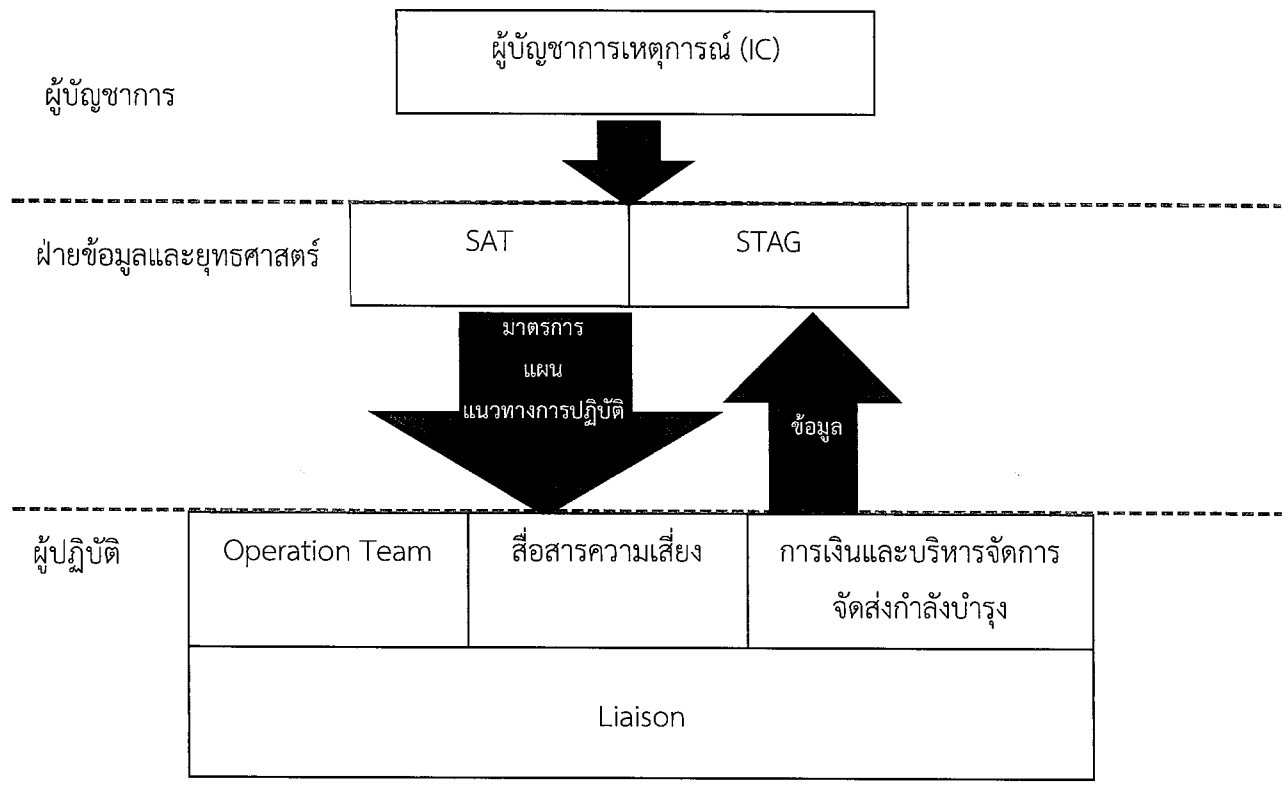 ผู้บัญชาการเหตุการณ์ (IC)
ผู้บัญชาการ
ฝ่ายข้อมูลและยุทธศาสตร์
SAT
STAG
มาตรการ
แผน
แนวทางการปฏิบัติ
ข้อมูล
ผู้ปฏิบัติ
Operation Team
สื่อสารความเสี่ยง
การเงินและบริหารจัดการ
จัดส่งกำลังบำรุง
Liaison